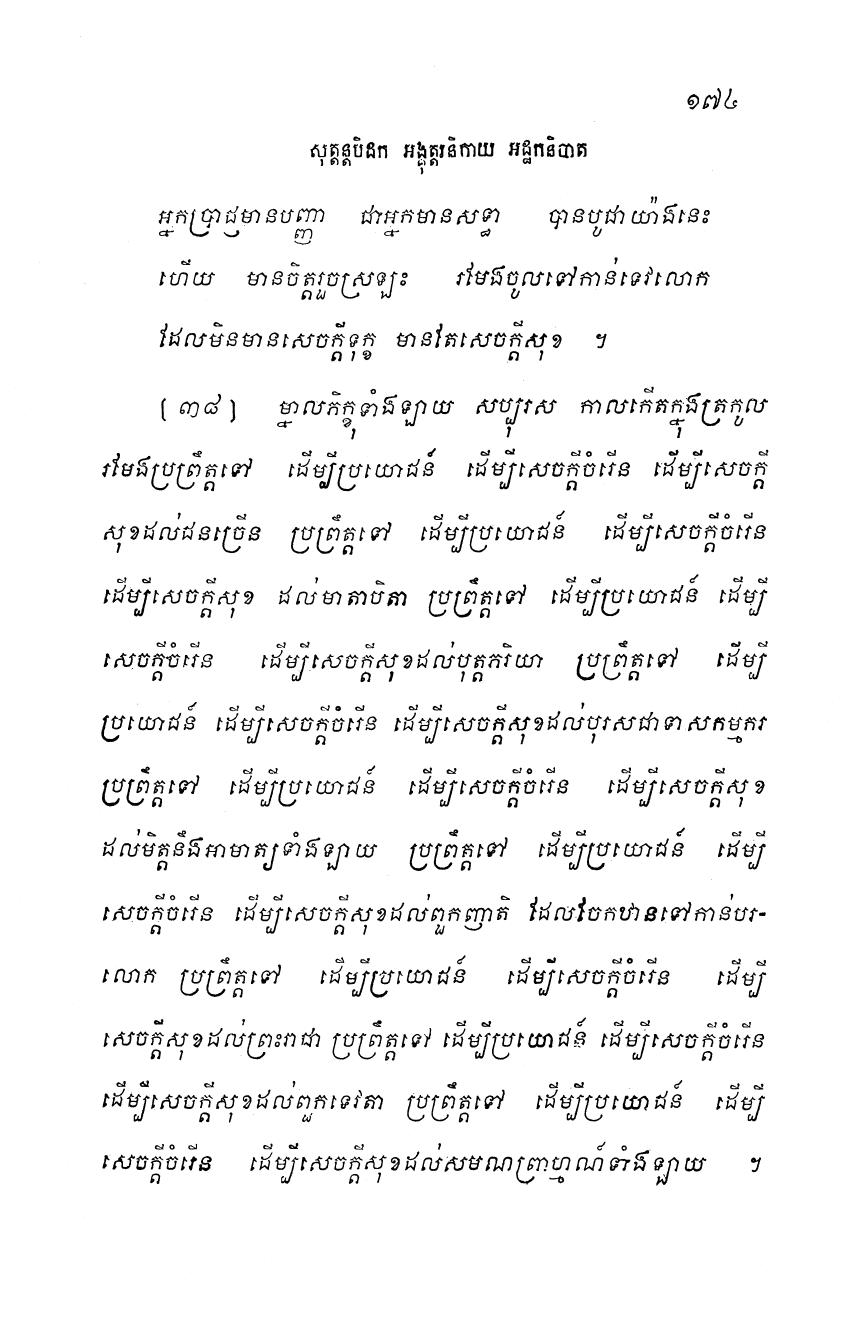 ១៧៤
សុត្តន្តបិដក អង្គុត្តរនិកាយ អដ្ឋកនិបាត
អ្នកប្រាជ្ញមានបញ្ញា ជាអ្នកមានសទ្ធា បានបូជាយ៉ាងនេះ
ហើយ មានចិត្តរួចស្រឡះ រមែងចូលទៅកាន់ទេវលោក
ដែលមិនមានសេចក្តីទុក្ខ មានតែសេចក្តីសុខ ។
[៣៨] ម្នាលភិក្ខុទាំងឡាយ សប្បុរស កាលកើតក្នុងត្រកូល
រមែងប្រព្រឹត្តទៅ ដើម្បីប្រយោជន៍ ដើម្បីសេចក្តីចំរើន ដើម្បីសេចក្តី
សុខដល់ជនច្រើន ប្រព្រឹត្តទៅ ដើម្បីប្រយោជន៍ ដើម្បីសេចក្តីចំរើន
ដើម្បីសេចក្តីសុខ ដល់មាតាបិតា ប្រព្រឹត្តទៅ ដើម្បីប្រយោជន៍ ដើម្បី
សេចក្តីចំរើន ដើម្បីសេចក្តីសុខដល់បុត្តភរិយា ប្រព្រឹត្តទៅ ដើម្បី
ប្រយោជន៍ ដើម្បីសេចក្តីចំរើន ដើម្បីសេចក្តីសុខដល់បុរសជាទាសកម្មករ
ប្រព្រឹត្តទៅ ដើម្បីប្រយោជន៍ ដើម្បីសេចក្តីចំរើន ដើម្បីសេចក្តីសុខ
ដល់មិត្តនឹងអាមាត្យទាំងឡាយ ប្រព្រឹត្តទៅ ដើម្បីប្រយោជន៍ ដើម្បី
សេចក្តីចំរើន ដើម្បីសេចក្តីសុខដល់ពួកញាតិ ដែលចែកឋានទៅកាន់បរ-
លោក ប្រព្រឹត្តទៅ ដើម្បីប្រយោជន៍ ដើម្បីសេចក្តីចំរើន ដើម្បី
សេចក្តីសុខដល់ព្រះរាជា ប្រព្រឹត្តទៅ ដើម្បីប្រយោជន៍ ដើម្បីសេចក្តីចំរើន
ដើម្បីសេចក្តីសុខដល់ពួកទេវតា ប្រព្រឹត្តទៅ ដើម្បីប្រយោជន៍ ដើម្បី
សេចក្តីចំរើន ដើម្បីសេចក្តីសុខដល់សមណព្រាហ្មណ៍ទាំងឡាយ ។